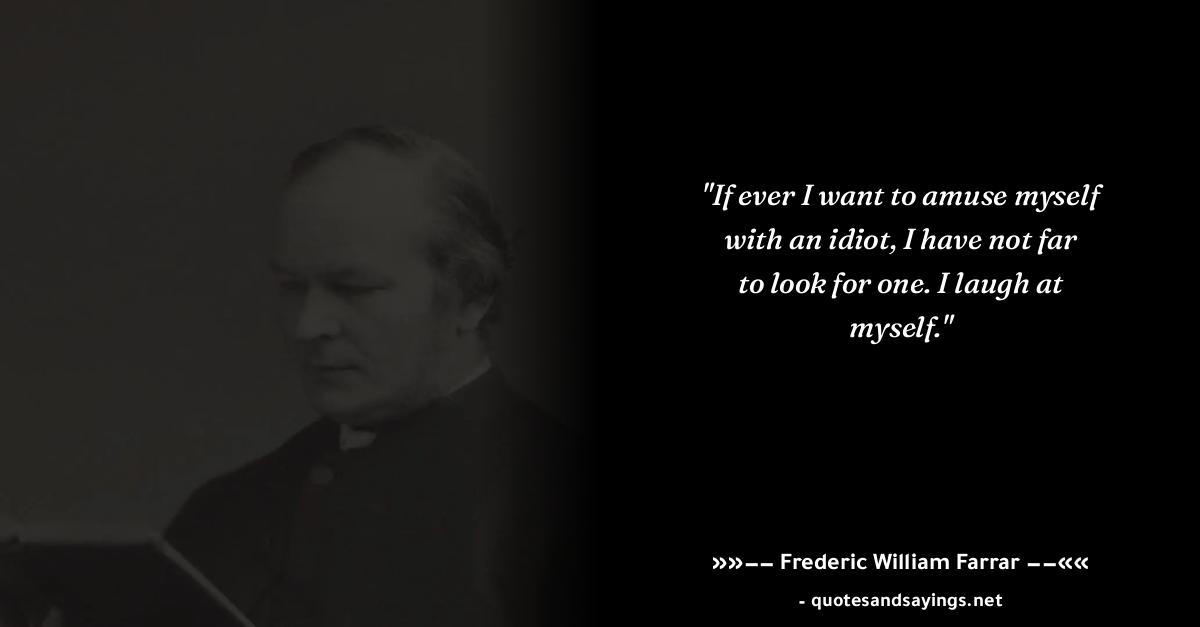 "If ever I want to amuse myself
with an idiot, I have not far
to look for one. I laugh at
myself."
»»−− Frederic William Farrar −−««
- quotesandsayings.net